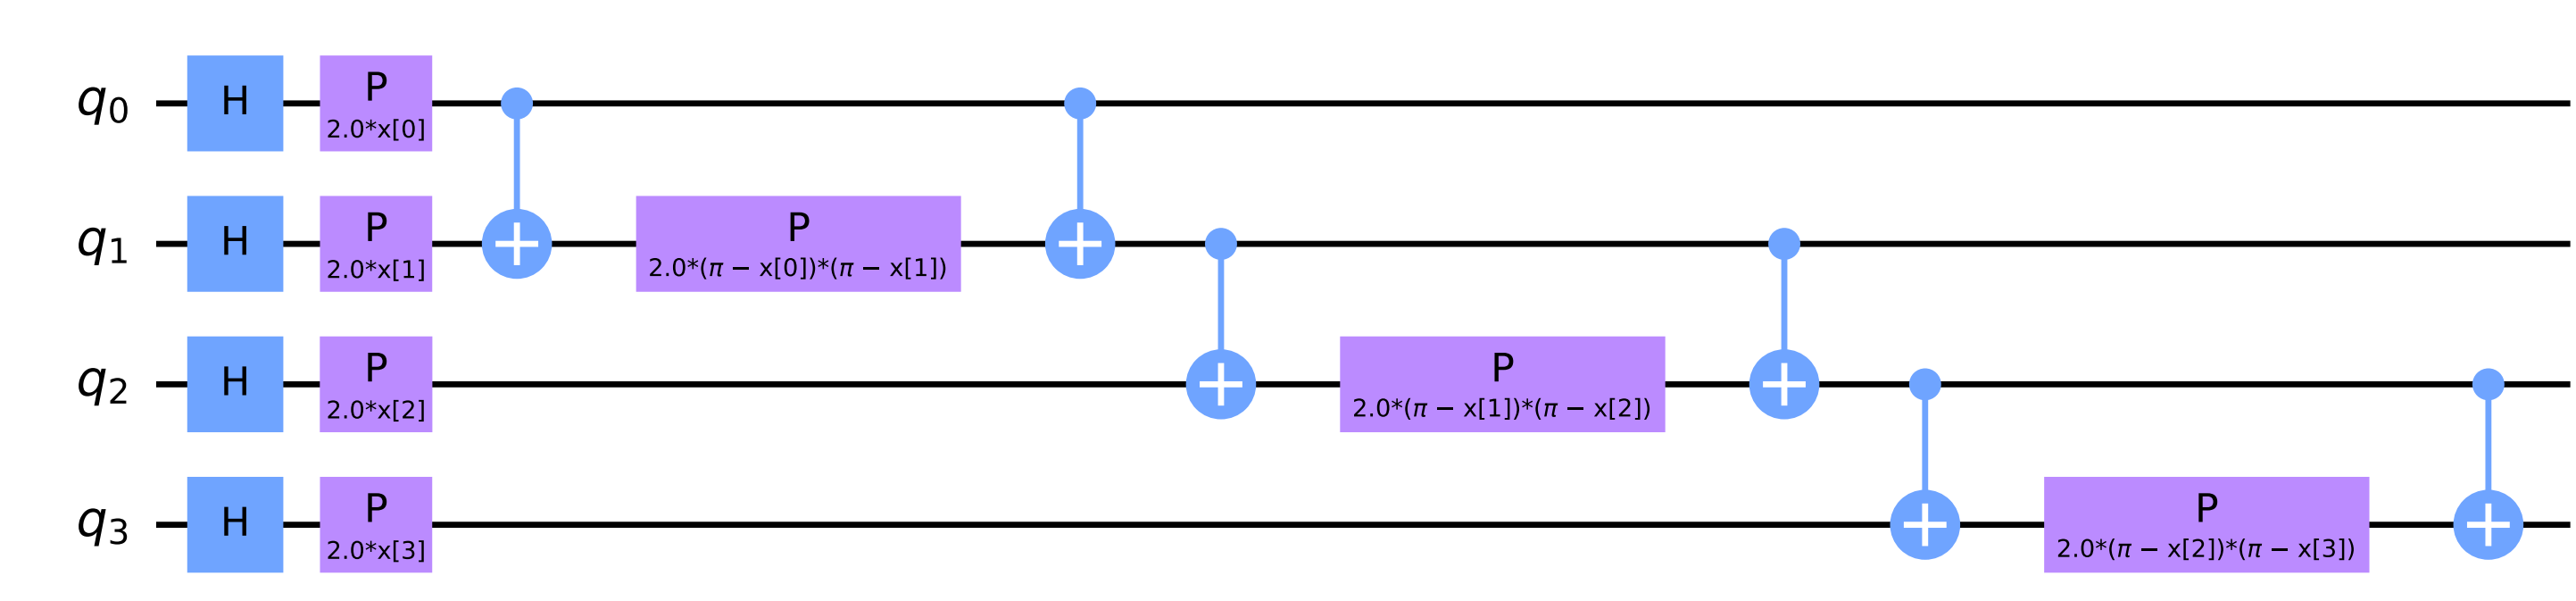 q0 H P
2.0*x[0]
q1 H P P
2.0*x[1] 2.0*(π − x[0])*(π − x[1])
q2 H P P
2.0*x[2] 2.0*(π − x[1])*(π − x[2])
q3 H P P
2.0*x[3] 2.0*(π − x[2])*(π − x[3])